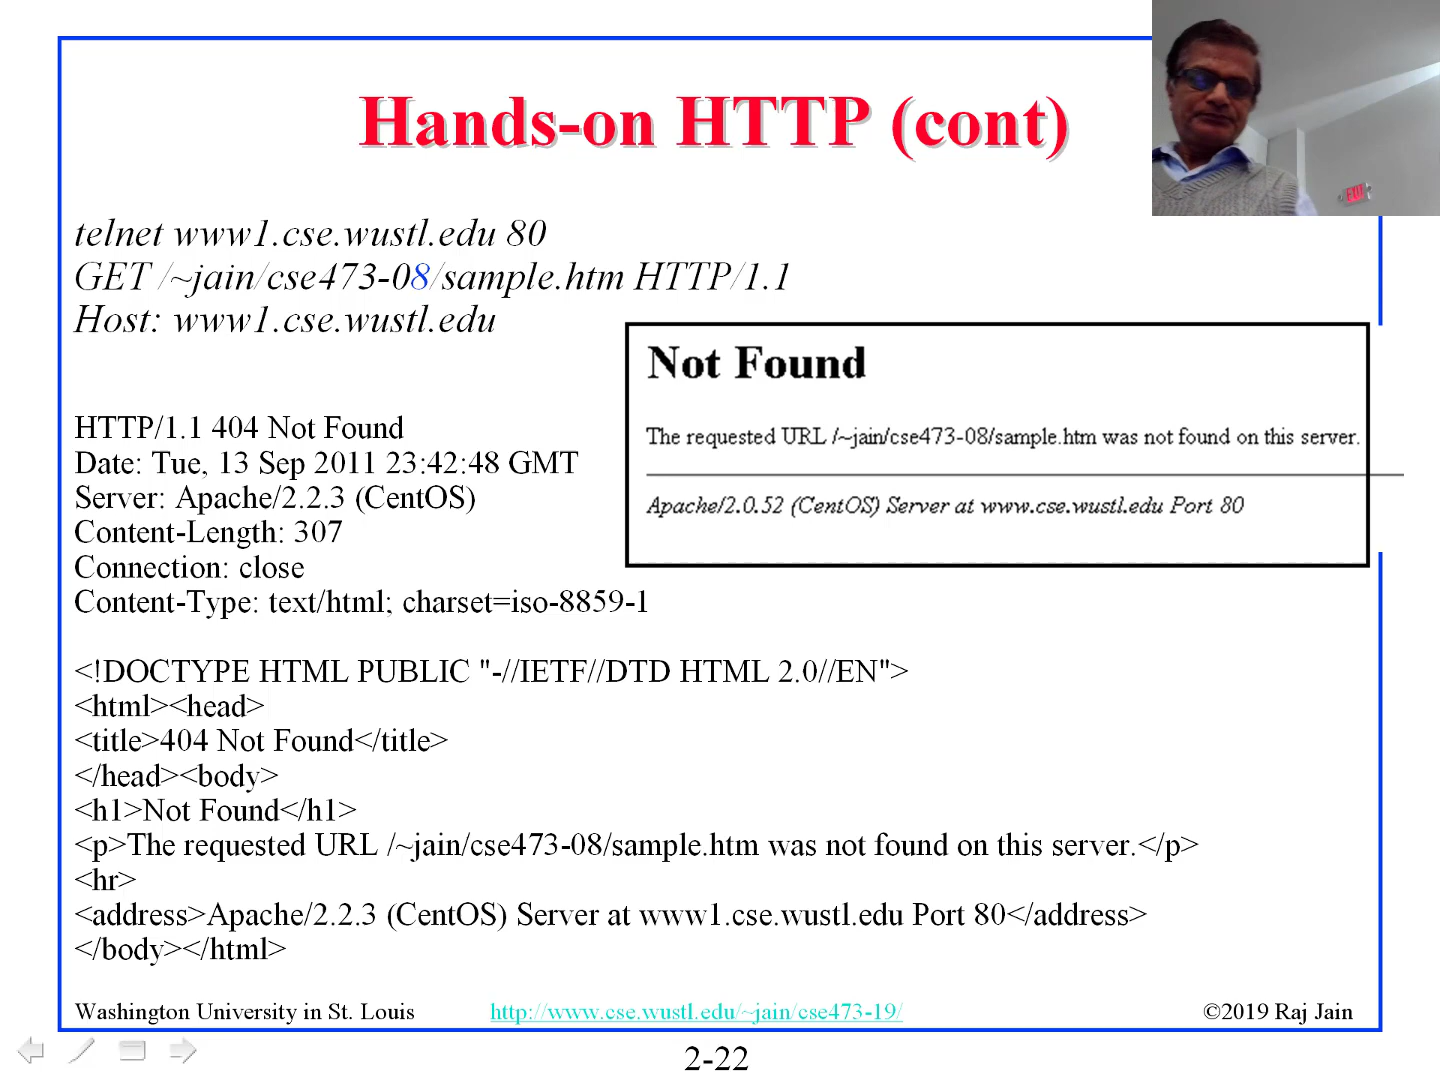 Hands-on HTTP (cont)
EXIT
telnet www1.cse.wustl.edu 80
GET /~jain/cse473-08/sample.htm HTTP/1.1
Host: www1.cse.wustl.edu
Not Found
The requested URL /~jain/cse473-08/sample.htm was not found on this server.
Apache/2.0.52 (CentOS) Server at www.cse.wustl.edu Port 80
HTTP/1.1 404 Not Found
Date: Tue, 13 Sep 2011 23:42:48 GMT
Server: Apache/2.2.3 (CentOS)
Content-Length: 307
Connection: close
Content-Type: text/html; charset=iso-8859-1
<!DOCTYPE HTML PUBLIC "-//IETF//DTD HTML 2.0//EN">
<html><head>
<title>404 Not Found</title>
</head><body>
<h1>Not Found</h1>
<p>The requested URL /~jain/cse473-08/sample.htm was not found on this server.</p>
<hr>
<address>Apache/2.2.3 (CentOS) Server at www1.cse.wustl.edu Port 80</address>
</body></html>
Washington University in St. Louis
http://www.cse.wustl.edu/~jain/cse473-19/
©2019 Raj Jain
2-22